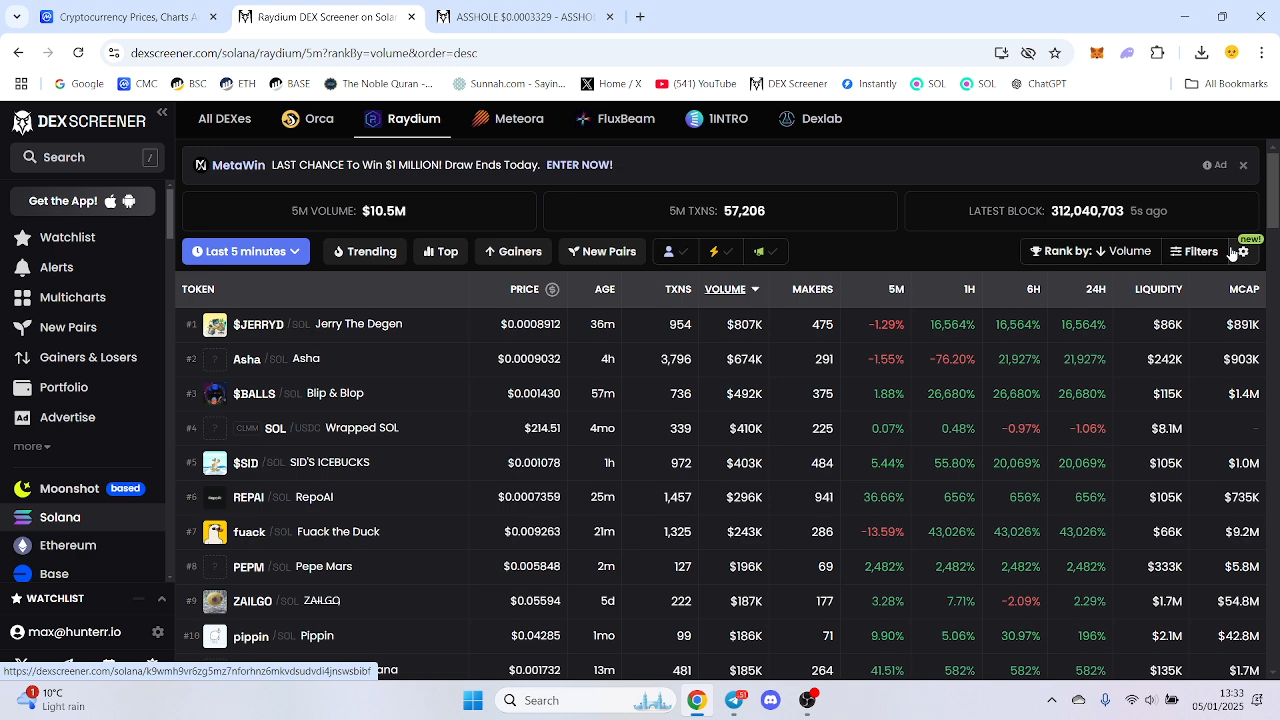 Cryptocurrency Prices, Charts A
Raydium on Solana
ASSHOLE $0.0003329 - ASSHOL
dexscreener.com/solana/raydium/5m?rankBy=volume&order=desc
Google CMC BSC ETH BASE The Noble Quran - ... Sunnah.com - Sayin... Home / X (541) YouTube DEX Screener Instantly SOL SOL ChatGPT All Bookmarks
DEXSCREENER
Search /
Get the App!
Watchlist
Alerts
Multicharts
New Pairs
Gainers & Losers
Portfolio
Ad Advertise
more
Moonshot based
Solana
Ethereum
Base
WATCHLIST
max@hunterr.io
All DEXes Orca Raydium Meteora FluxBeam 1INTRO Dexlab
MetaWin LAST CHANCE To Win $1 MILLION! Draw Ends Today. ENTER NOW! Ad
5M VOLUME: $10.5M 5M TXNS: 57,206 LATEST BLOCK: 312,040,703 5s ago
new!
Last 5 minutes Trending Top Gainers New Pairs Rank by: Volume Filters
TOKEN PRICE AGE TXNS VOLUME MAKERS 5M 1H 6H 24H LIQUIDITY MCAP
#1 $JERRYD /SOL Jerry The Degen $0.0008912 36m 954 $807K 475 -1.29% 16,564% 16,564% 16,564% $86K $891K
#2 ? Asha /SOL Asha $0.0009032 4h 3,796 $674K 291 -1.55% -76.20% 21,927% 21,927% $242K $903K
#3 $BALLS /SOL Blip & Blop $0.001430 57m 736 $492K 375 1.88% 26,680% 26,680% 26,680% $115K $1.4M
#4 ? CLMM SOL /USDC Wrapped SOL $214.51 4mo 339 $410K 225 0.07% 0.48% -0.97% -1.06% $8.1M -
#5 $SID /SOL SID'S ICEBUCKS $0.001078 1h 972 $403K 484 5.44% 55.80% 20,069% 20,069% $105K $1.0M
#6 REPAI /SOL RepoAI $0.0007359 25m 1,457 $296K 941 36.66% 656% 656% 656% $105K $735K
#7 fuack /SOL Fuack the Duck $0.009263 21m 1,325 $243K 286 -13.59% 43,026% 43,026% 43,026% $66K $9.2M
#8 ? PEPM /SOL Pepe Mars $0.005848 2m 127 $196K 69 2,482% 2,482% 2,482% 2,482% $333K $5.8M
#9 ZAILGO /SOL $0.05594 5d 222 $187K 177 3.28% 7.71% -2.09% 2.29% $1.7M $54.8M
#10 pippin /SOL Pippin $0.04285 1mo 99 $186K 71 9.90% 5.06% 30.97% 196% $2.1M $42.8M
ana $0.001732 13m 481 $185K 264 41.51% 582% 582% 582% $135K $1.7M
https://dexscreener.com/solana/k9wmh9vr6zg5mz7nforhnz6mkvdsudvdi4jnswsbibf
1 10°C
Light rain
Search
51
13:33
05/01/2025